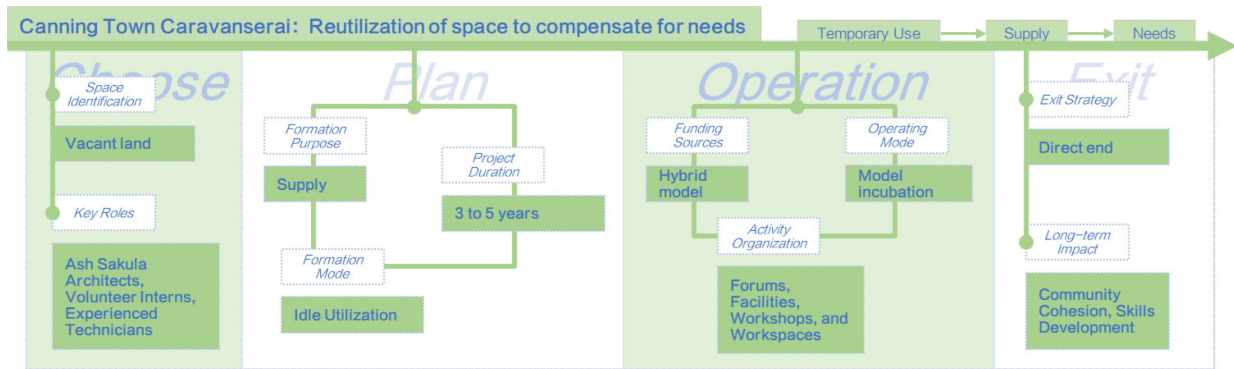 Canning Town Caravanserai: Reutilization of space to compensate for needs
Temporary Use
Supply
Needs
Choose
Space
Identification
Vacant land
Key Roles
Ash Sakula
Architects,
Volunteer Interns,
Experienced
Technicians
Plan
Formation
Purpose
Supply
Project
Duration
3 to 5 years
Formation
Mode
Idle Utilization
Operation
Funding
Sources
Hybrid
model
Operating
Mode
Model
incubation
Activity
Organization
Forums,
Facilities,
Workshops, and
Workspaces
Exit
Exit Strategy
Direct end
Long-term
Impact
Community
Cohesion, Skills
Development